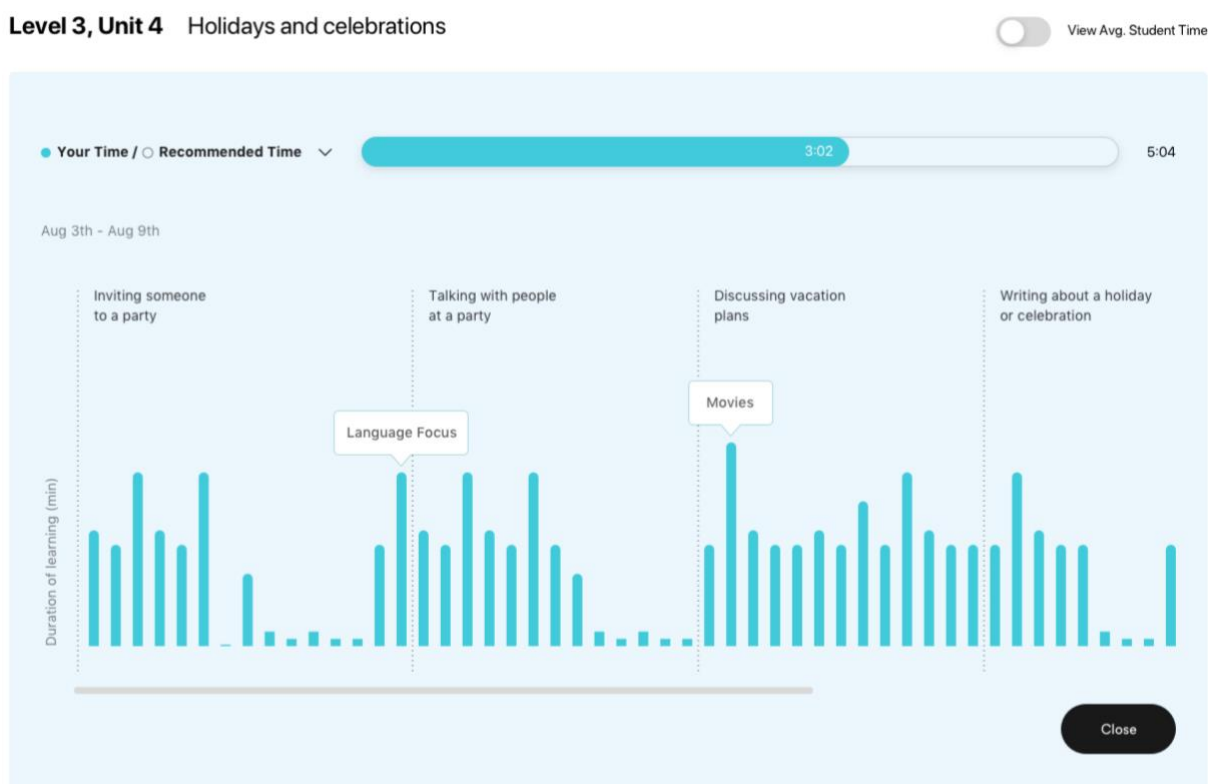 Level 3, Unit 4 Holidays and celebrations
View Avg. Student Time
Your Time / Recommended Time
3:02
5:04
Aug 3th - Aug 9th
Inviting someone
to a party
Talking with people
at a party
Discussing vacation
plans
Writing about a holiday
or celebration
Movies
Language Focus
Duration of learning (min)
Close